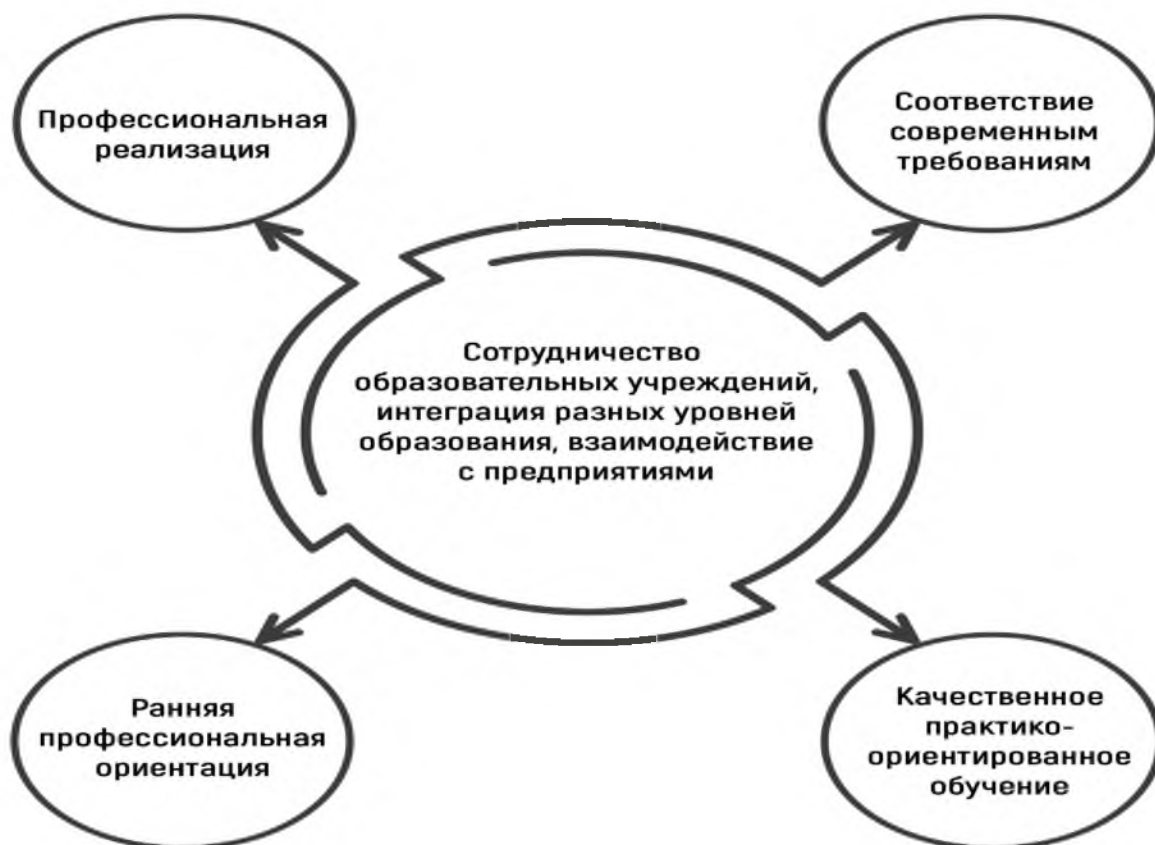 Профессиональная
реализация
Соответствие
современным
требованиям
Сотрудничество
образовательных учреждений,
интеграция разных уровней
образования, взаимодействие
с предприятиями
Ранняя
профессиональная
ориентация
Качественное
практико-
ориентированное
обучение